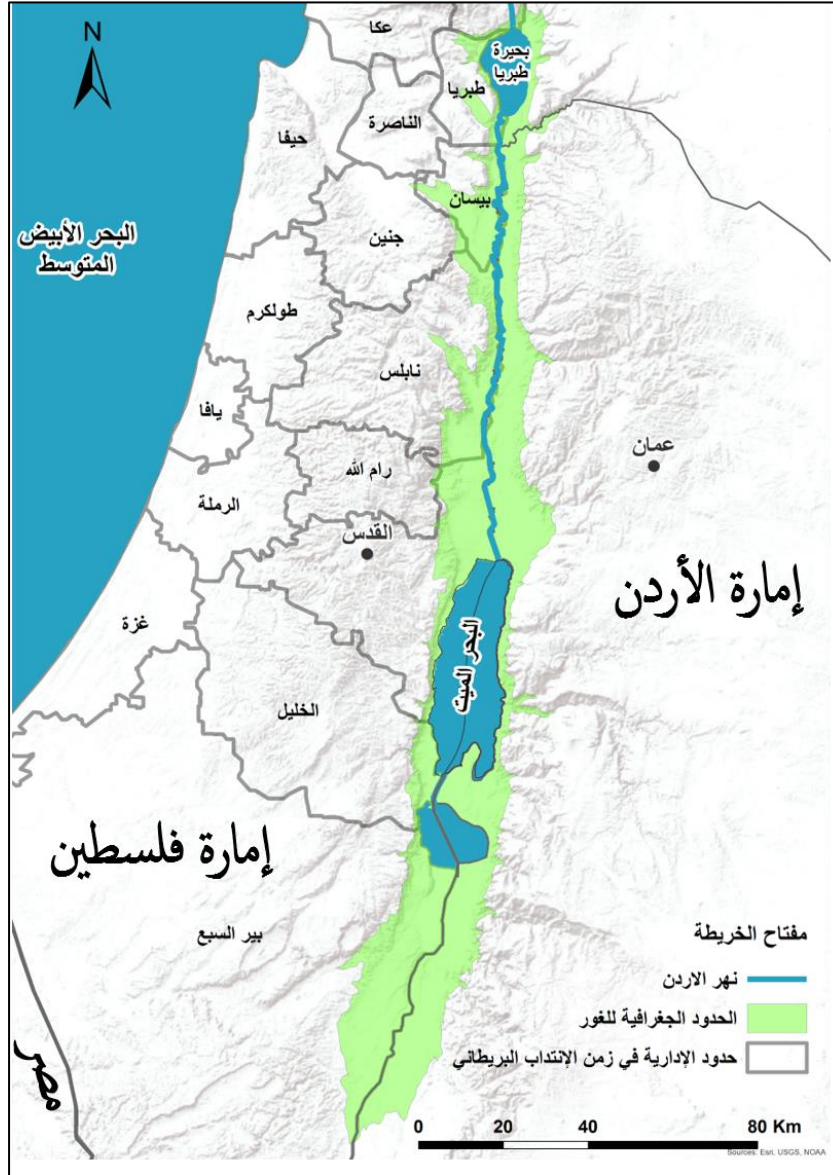 N
عكا
بحيرة
طبريا
طبريا
الناصرة
حيفا
بيسان
جنين
البحر الأبيض
المتوسط
طولكرم
نابلس
يافا
عمان
رام الله
الرملة
القدس
إمارة الأردن
غزة
البحر الميت
الخليل
إمارة فلسطين
بير السبع
مصر
مفتاح الخريطة
نهر الاردن
الحدود الجغرافية للغور
حدود الإدارية في زمن الإنتداب البريطاني
0 20 40 80 Km
Sources: Esri, USGS, NOAA